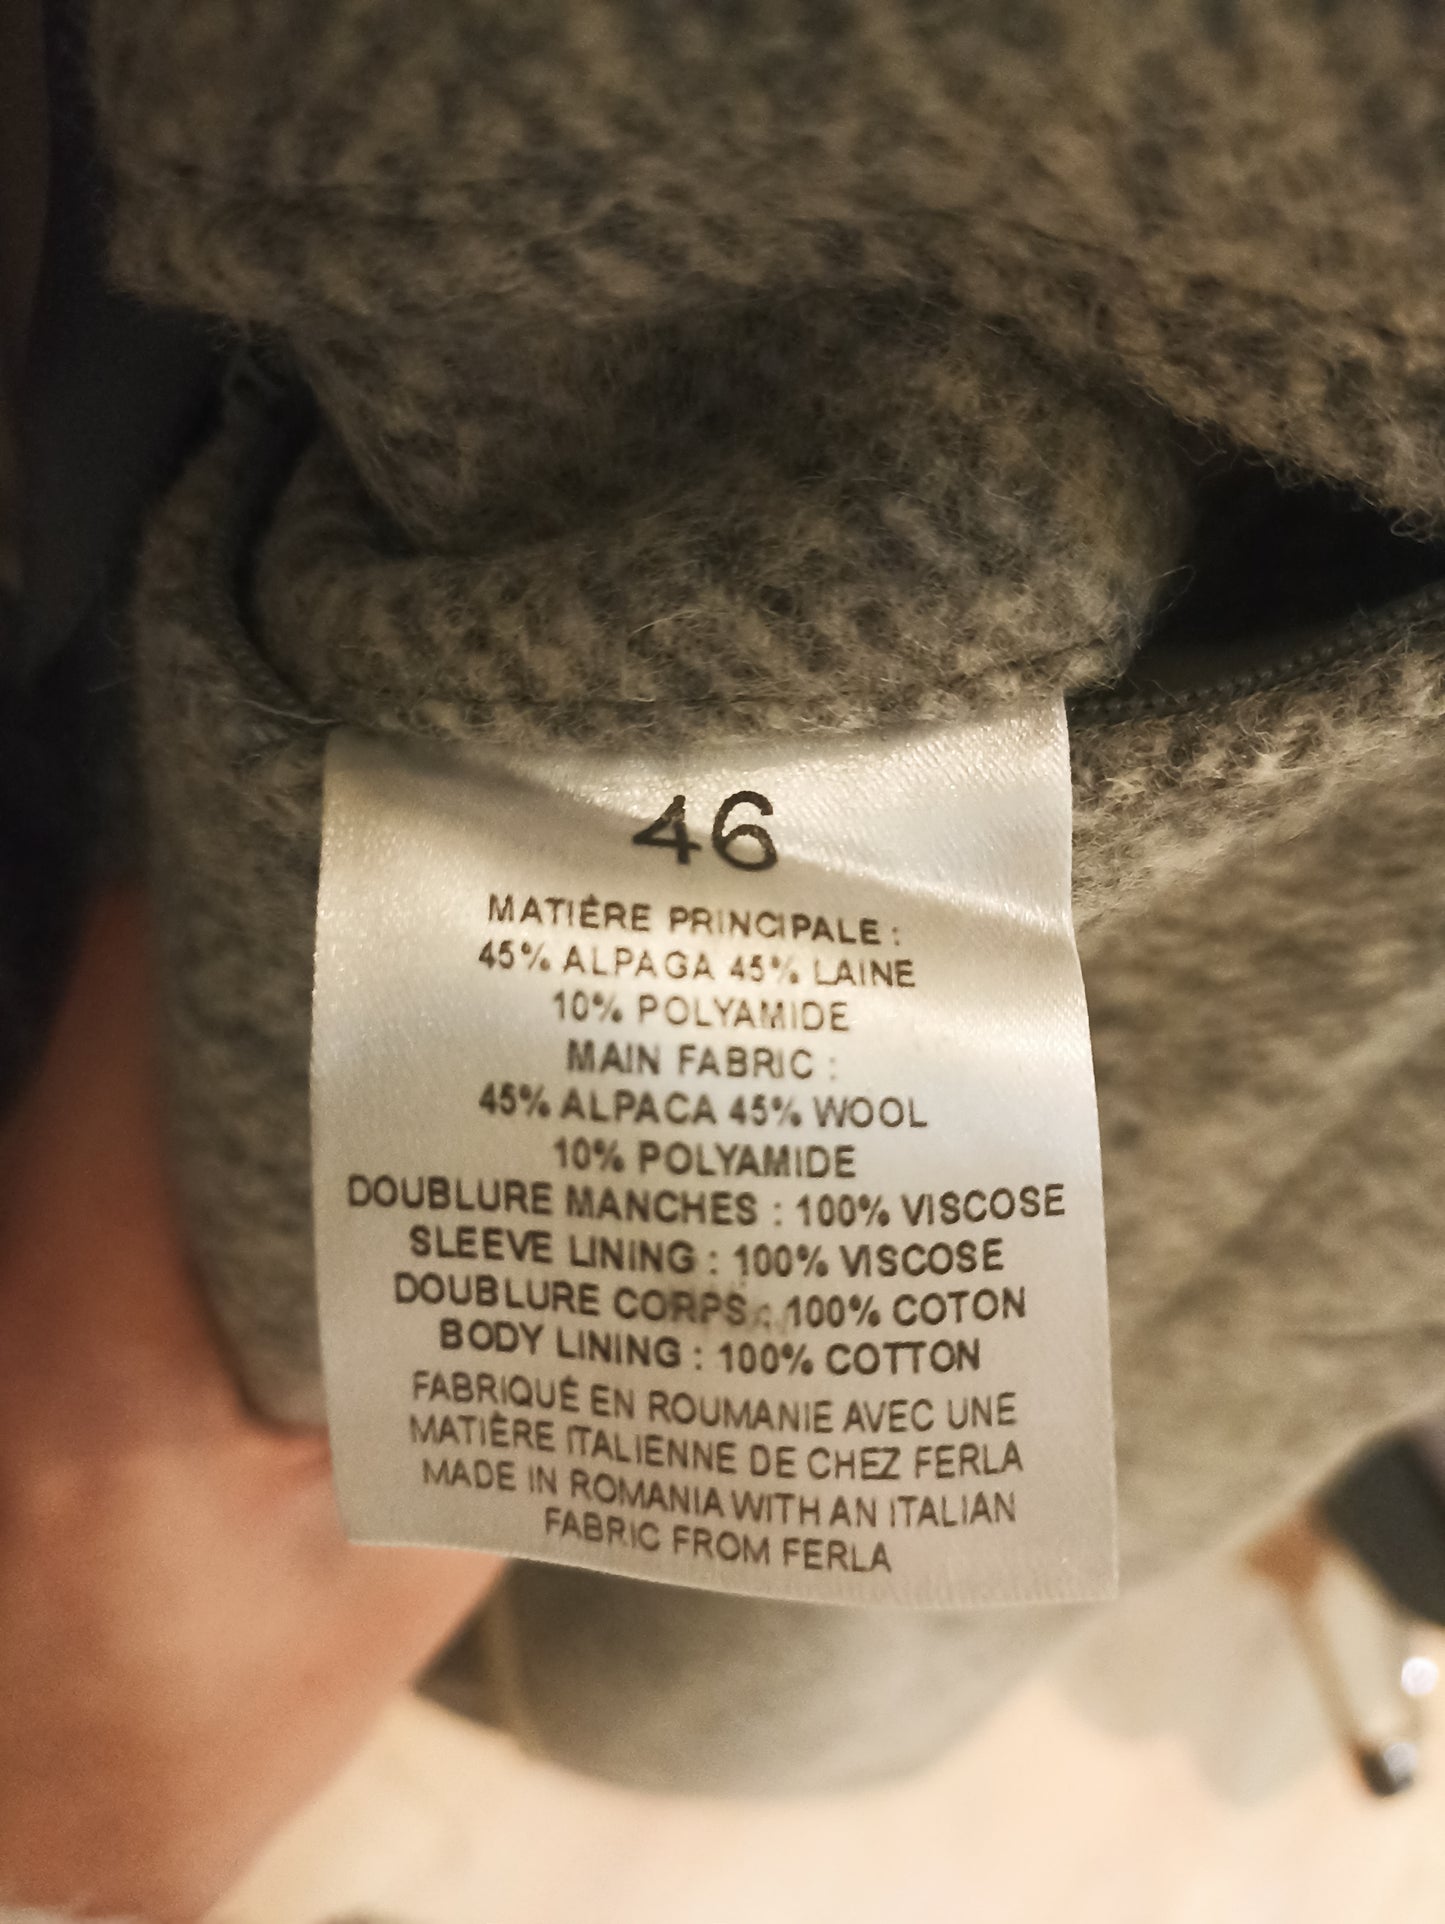 46
MATIÈRE PRINCIPALE :
45% ALPAGA 45% LAINE
10% POLYAMIDE
MAIN FABRIC :
45% ALPACA 45% WOOL
10% POLYAMIDE
DOUBLURE MANCHES : 100% VISCOSE
SLEEVE LINING : 100% VISCOSE
DOUBLURE CORPS : 100% COTON
BODY LINING : 100% COTTON
FABRIQUÉ EN ROUMANIE AVEC UNE
MATIÈRE ITALIENNE DE CHEZ FERLA
MADE IN ROMANIA WITH AN ITALIAN
FABRIC FROM FERLA